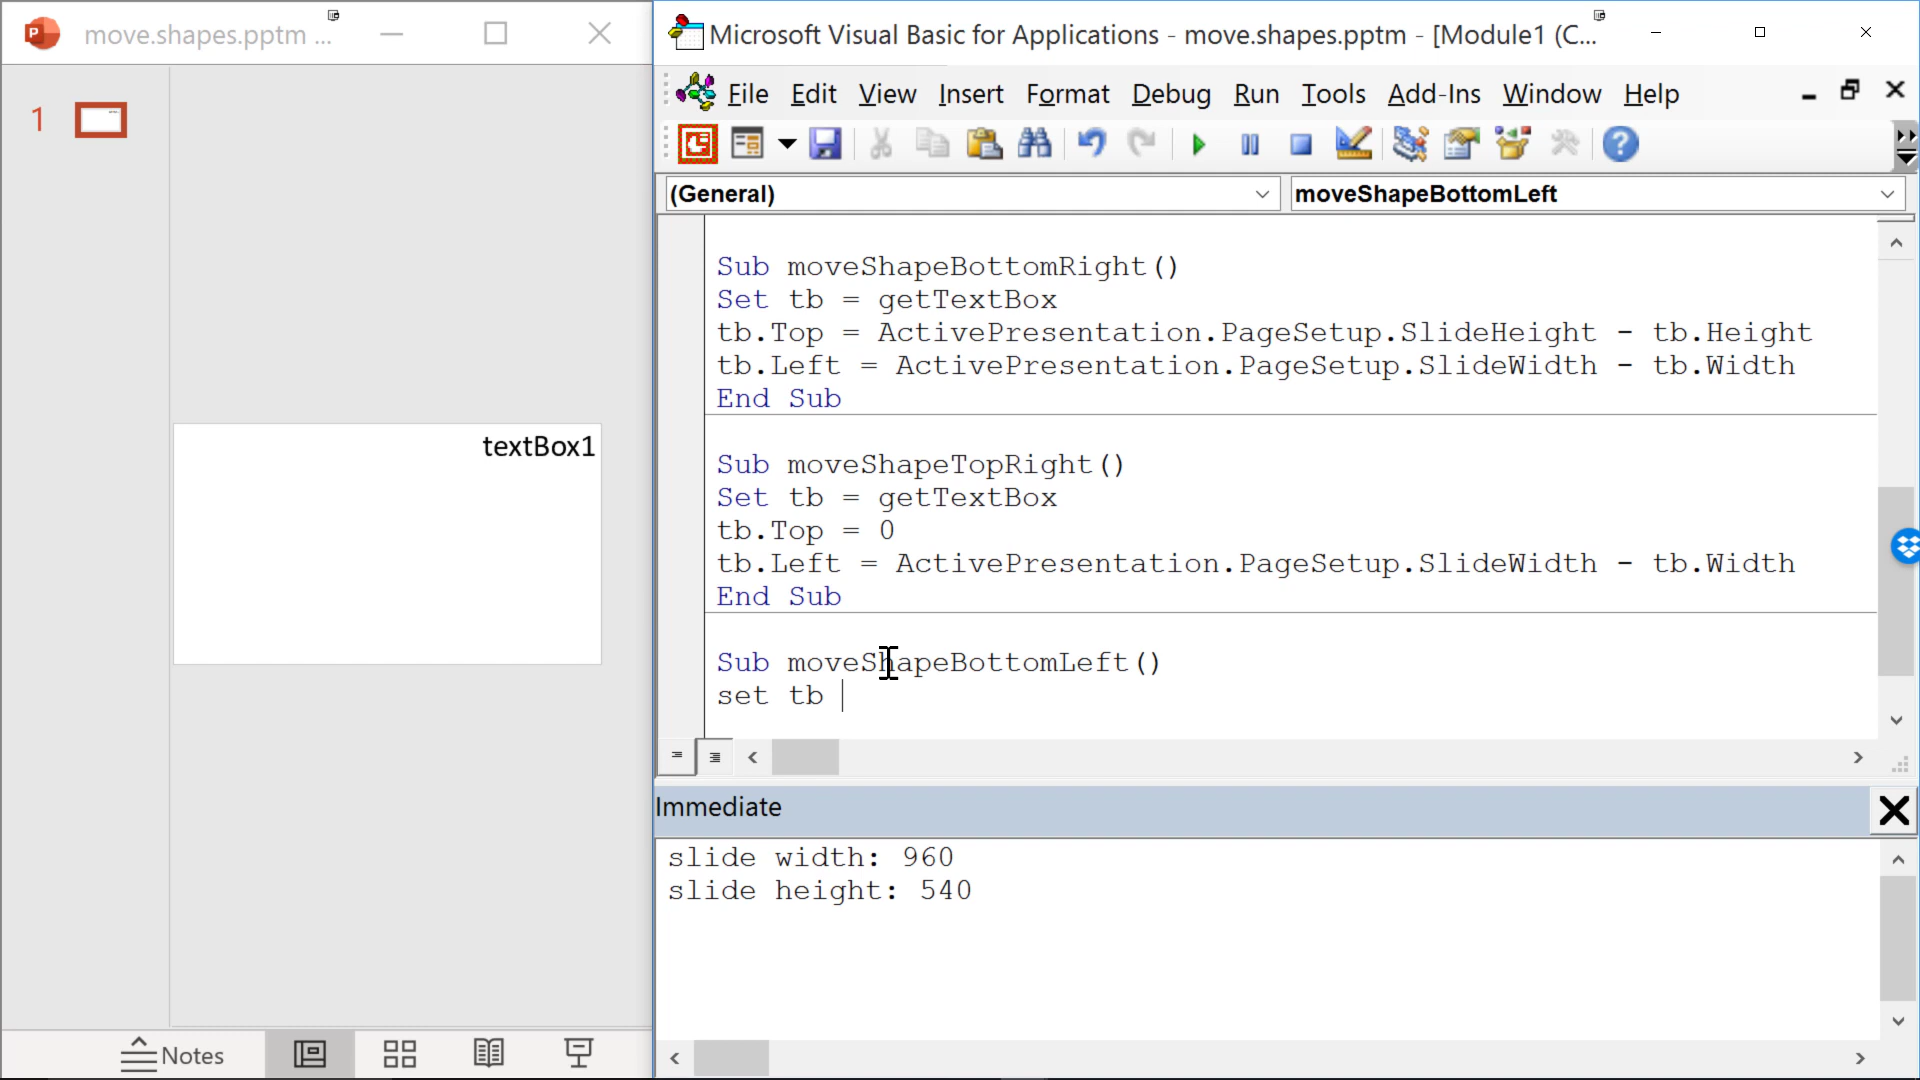 move.shapes.pptm ...
1
textBox1
Notes
Microsoft Visual Basic for Applications - move.shapes.pptm - [Module1 (C...
File Edit View Insert Format Debug Run Tools Add-Ins Window Help
(General)
moveShapeBottomLeft
Sub moveShapeBottomRight()
Set tb = getTextBox
tb.Top = ActivePresentation.PageSetup.SlideHeight - tb.Height
tb.Left = ActivePresentation.PageSetup.SlideWidth - tb.Width
End Sub
Sub moveShapeTopRight()
Set tb = getTextBox
tb.Top = 0
tb.Left = ActivePresentation.PageSetup.SlideWidth - tb.Width
End Sub
Sub moveShapeBottomLeft()
set tb
Immediate
slide width: 960
slide height: 540